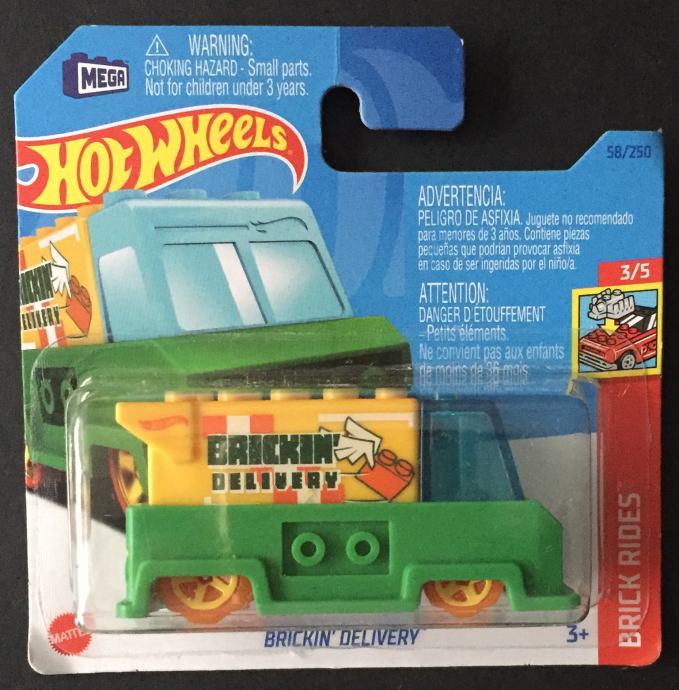 MEGA
WARNING:
CHOKING HAZARD - Small parts.
Not for children under 3 years.
HOT WHEELS
58/250
ADVERTENCIA:
PELIGRO DE ASFIXIA. Juguete no recomendado
para menores de 3 años. Contiene piezas
pequeñas que podrían provocar asfixia
en caso de ser ingeridas por el niño/a.
3/5
ATTENTION:
DANGER D'ÉTOUFFEMENT
-Petits éléments.
Ne convient pas aux enfants
de moins de 36 mois.
DELIVERY
BRICKIN'
DELIVERY
BRICK RIDES™
MATTEL
BRICKIN' DELIVERY
3+